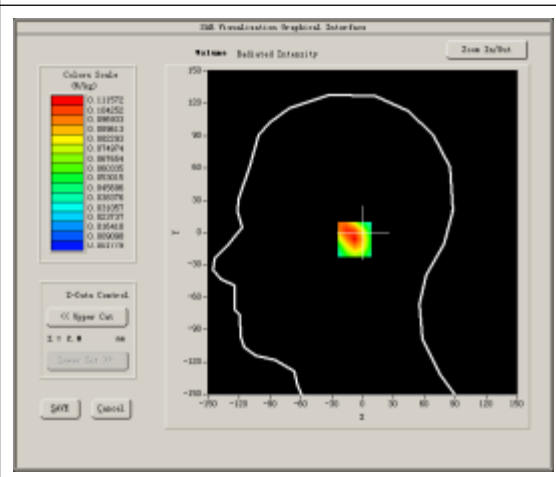 SAR Visualisation Graphical Interface
Volume Radiated Intensity
Zoom In/Out
Colors Scale
(W/kg)
0.111572
0.104252
0.096933
0.089613
0.082293
0.074974
0.067654
0.060335
0.053015
0.045696
0.038376
0.031057
0.023737
0.016418
0.009098
150
120
90
60
30
0
-30
-60
-90
-120
-150
Y
-150 -120 -90 -60 -30 0 30 60 90 120 150
X
Z-Cuts Control
<< Upper Cut
mm
Lower Cut >>
SAVE
Cancel